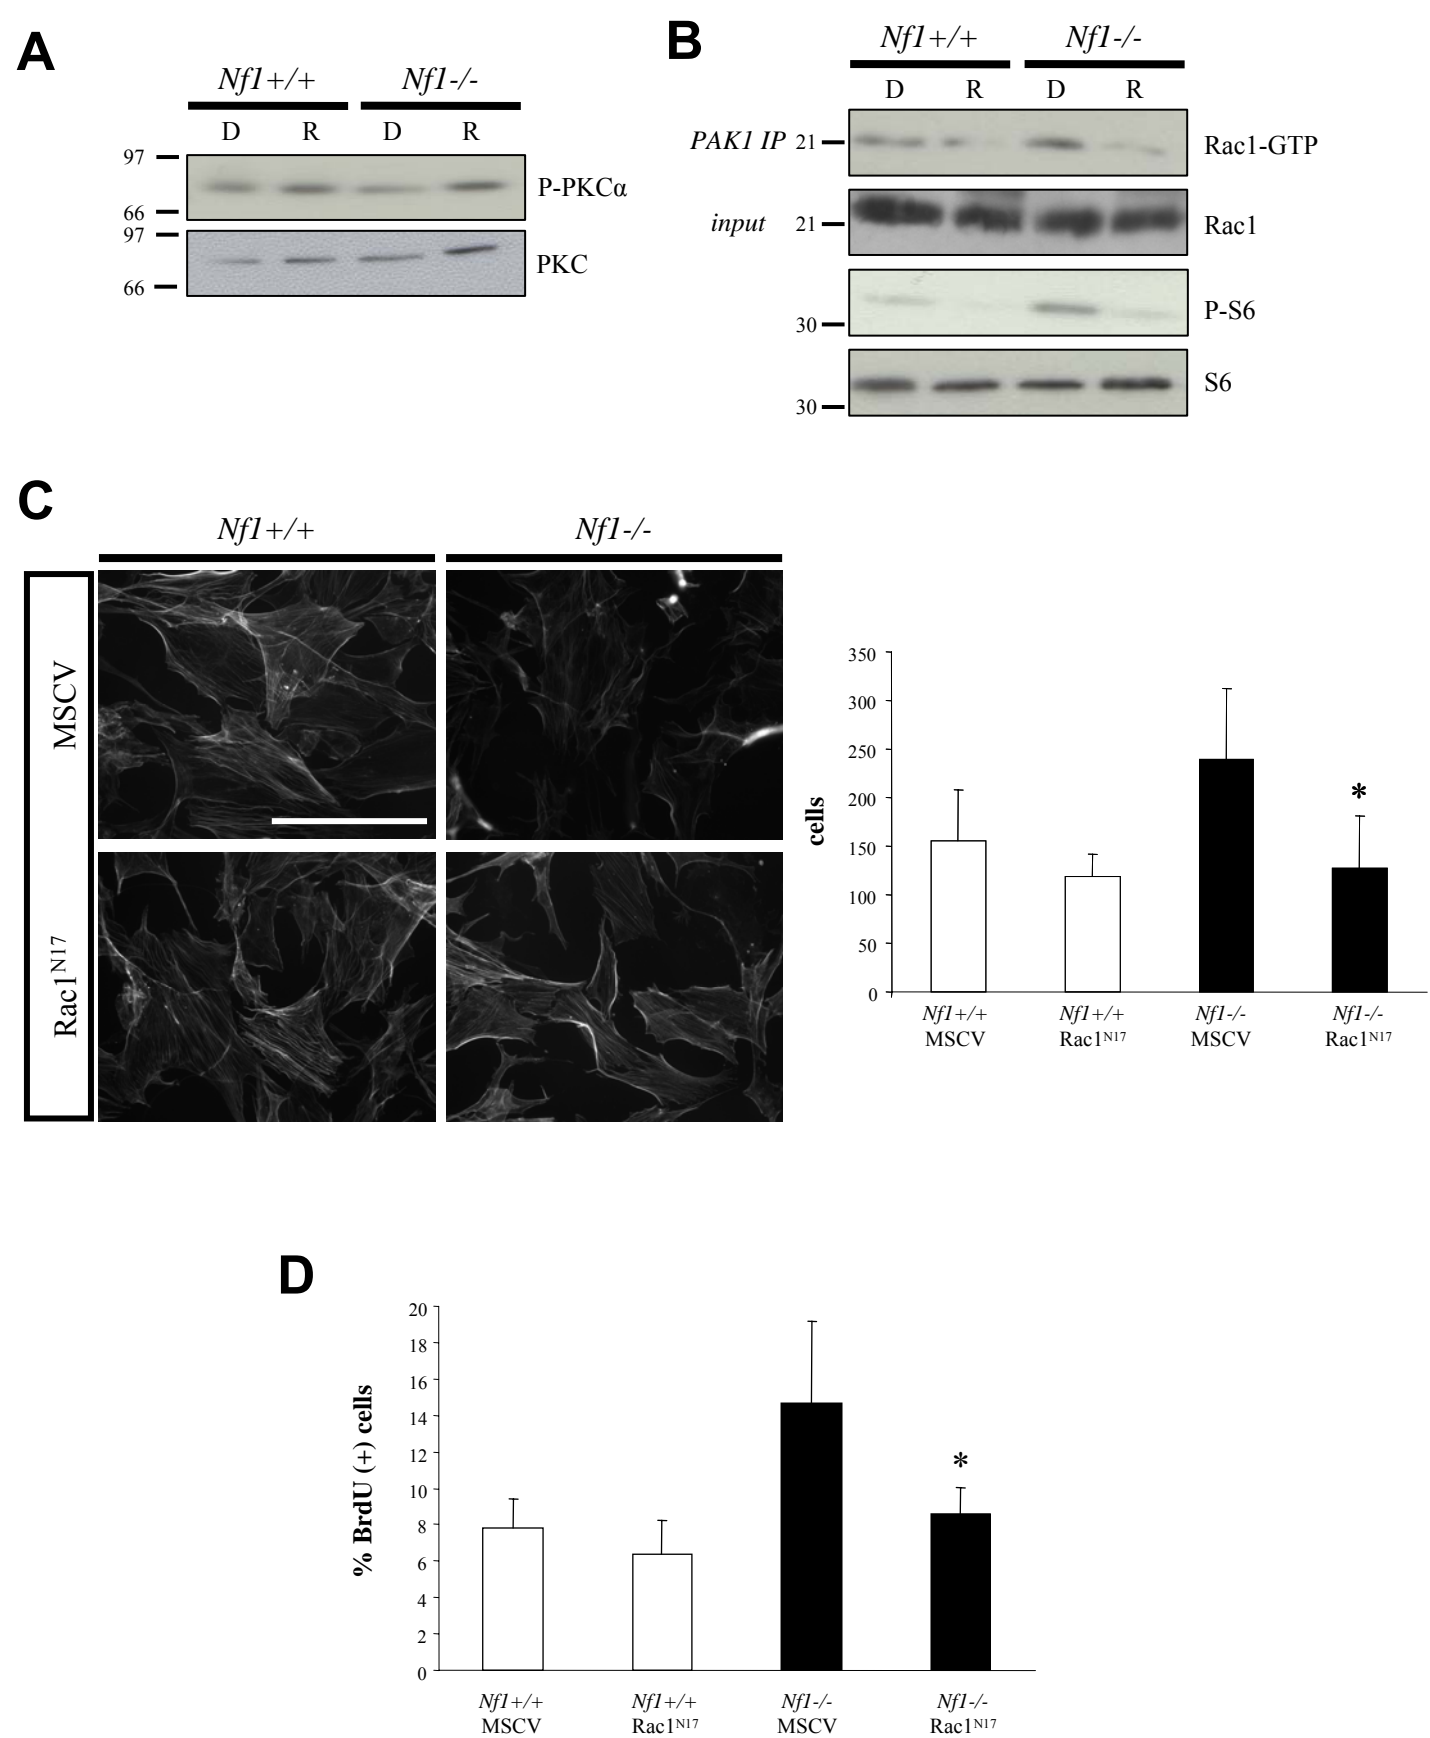 A
Nf1+/+ Nf1-/-
D R D R
97
P-PKCα
66
97
PKC
66
B
Nf1+/+ Nf1-/-
D R D R
PAK1 IP 21 Rac1-GTP
input 21 Rac1
P-S6
30
S6
30
C
Nf1+/+ Nf1-/-
MSCV
Rac1N17
cells
350
300
250
200
150
100
50
0
*
Nf1+/+ Nf1+/+ Nf1-/- Nf1-/-
MSCV Rac1N17 MSCV Rac1N17
D
% BrdU (+) cells
20
18
16
14
12
10
8
6
4
2
0
*
Nf1+/+ Nf1+/+ Nf1-/- Nf1-/-
MSCV Rac1N17 MSCV Rac1N17